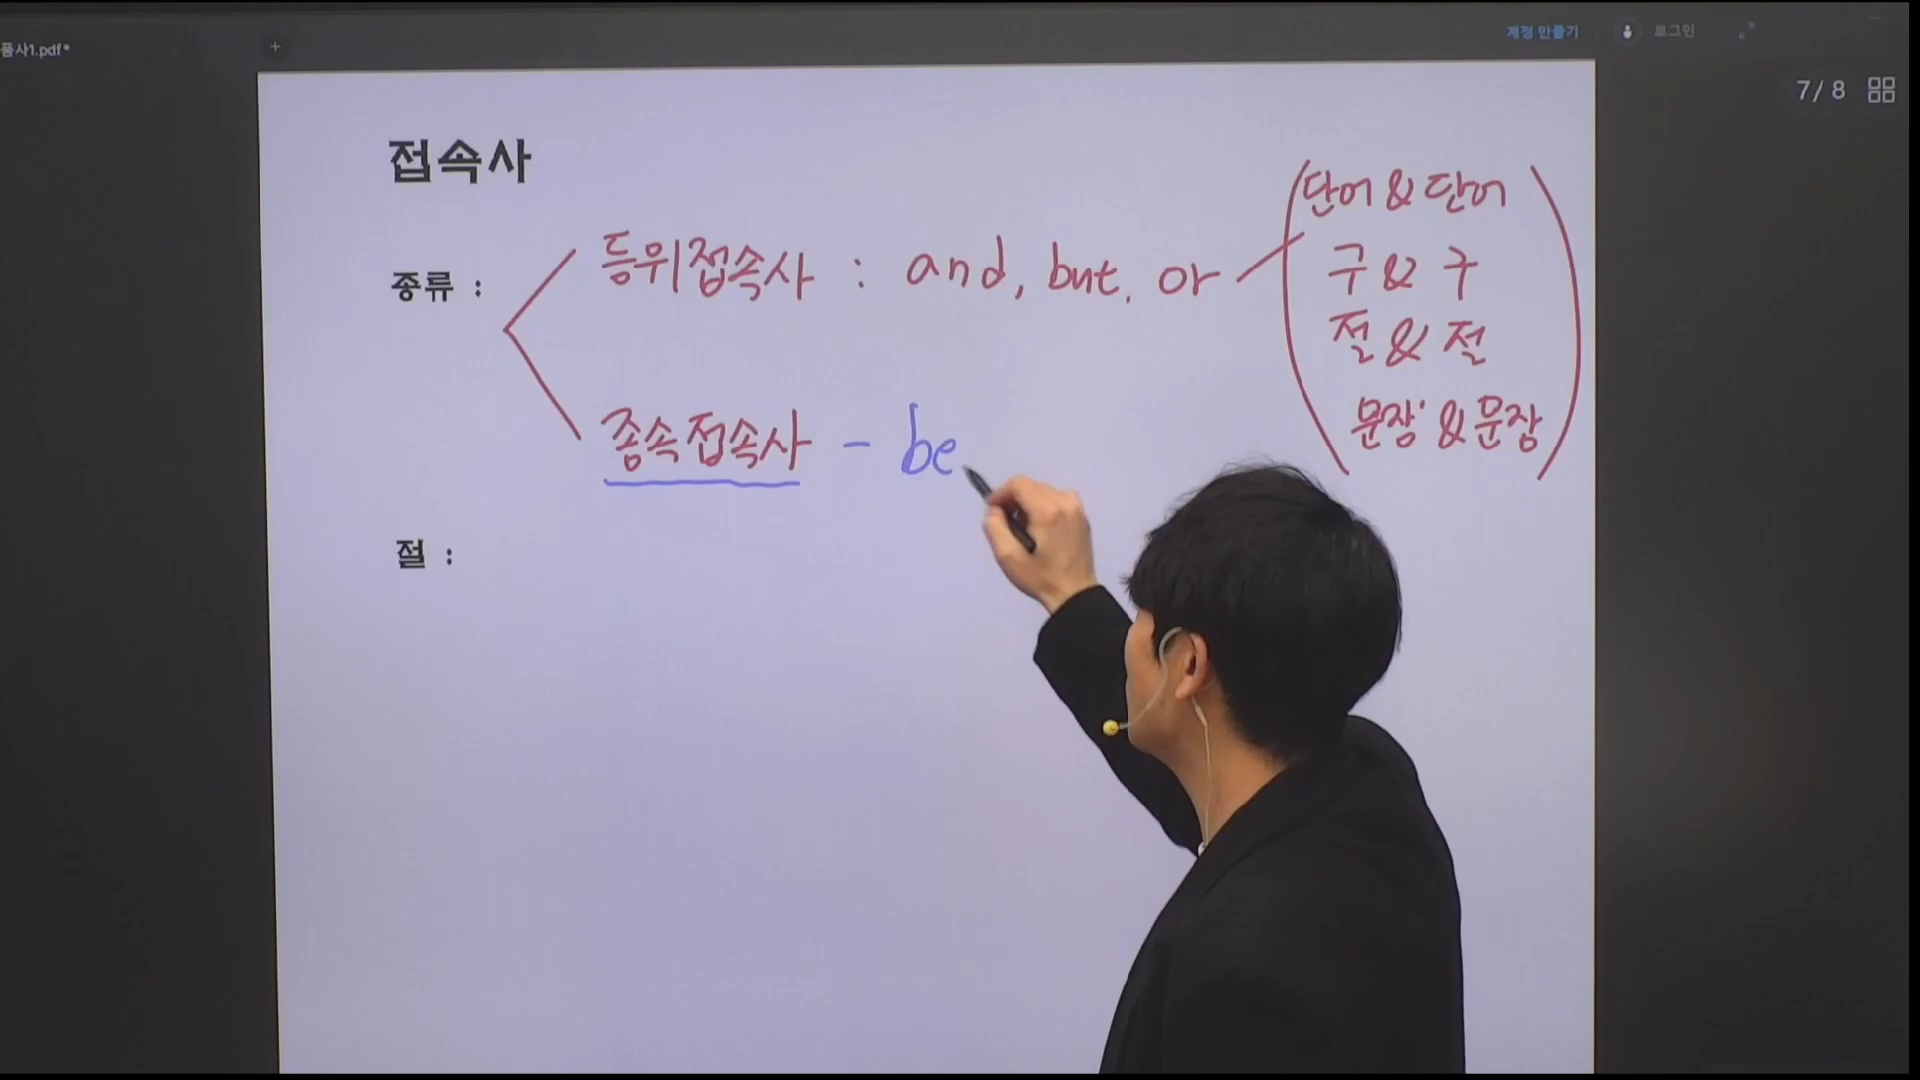 품사1.pdf*
+
계정 만들기
로그인
7/ 8
접속사
종류 :
등위접속사 : and, but, or
단어 & 단어
구 & 구
절 & 절
문장 & 문장
종속접속사 - be
절 :